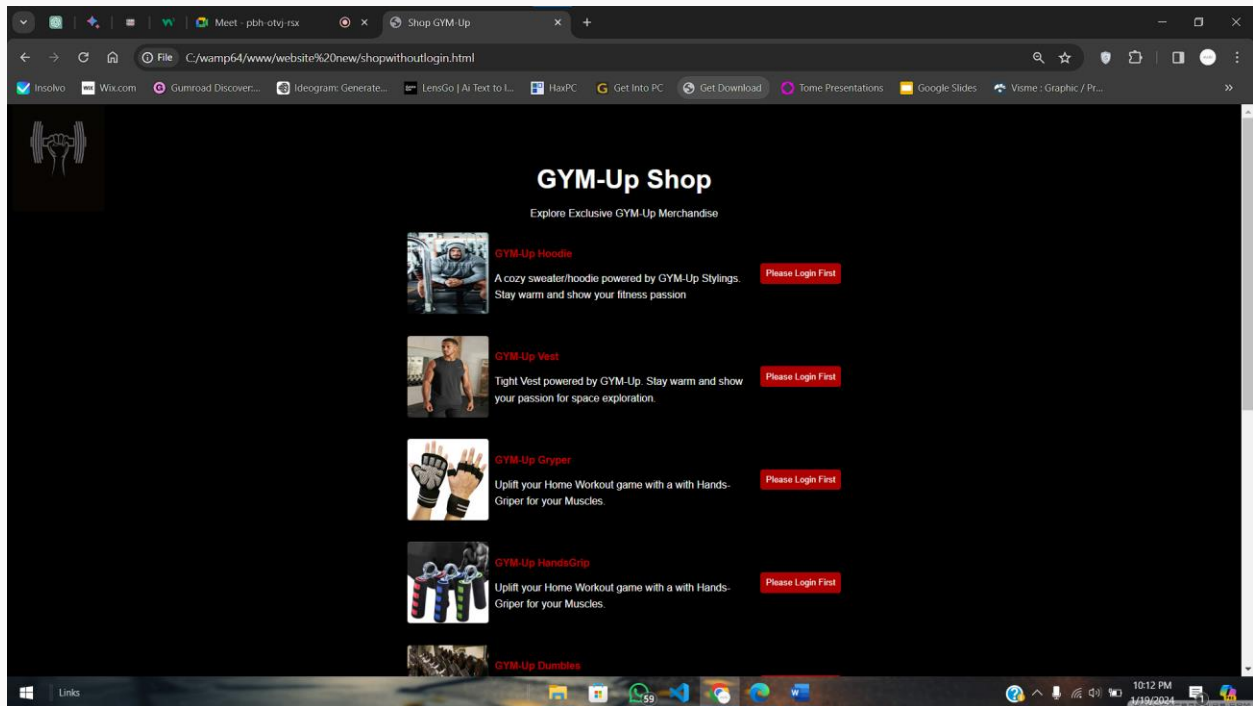 Meet - pbh-otvj-rsx
Shop GYM-Up
File
C:/wamp64/www/website%20new/shopwithoutlogin.html
Insolvo
Wix.com
Gumroad Discover:...
Ideogram: Generate...
LensGo | Ai Text to I...
HaxPC
Get Into PC
Get Download
Tome Presentations
Google Slides
Visme : Graphic / Pr...
GYM-Up Shop
Explore Exclusive GYM-Up Merchandise
GYM-Up Hoodie
A cozy sweater/hoodie powered by GYM-Up Stylings.
Stay warm and show your fitness passion
Please Login First
GYM-Up Vest
Tight Vest powered by GYM-Up. Stay warm and show
your passion for space exploration.
Please Login First
GYM-Up Gryper
Uplift your Home Workout game with a with Hands-
Griper for your Muscles.
Please Login First
GYM-Up HandsGrip
Uplift your Home Workout game with a with Hands-
Griper for your Muscles.
Please Login First
GYM-Up Dumbles
Links
59
10:12 PM
1/19/2024